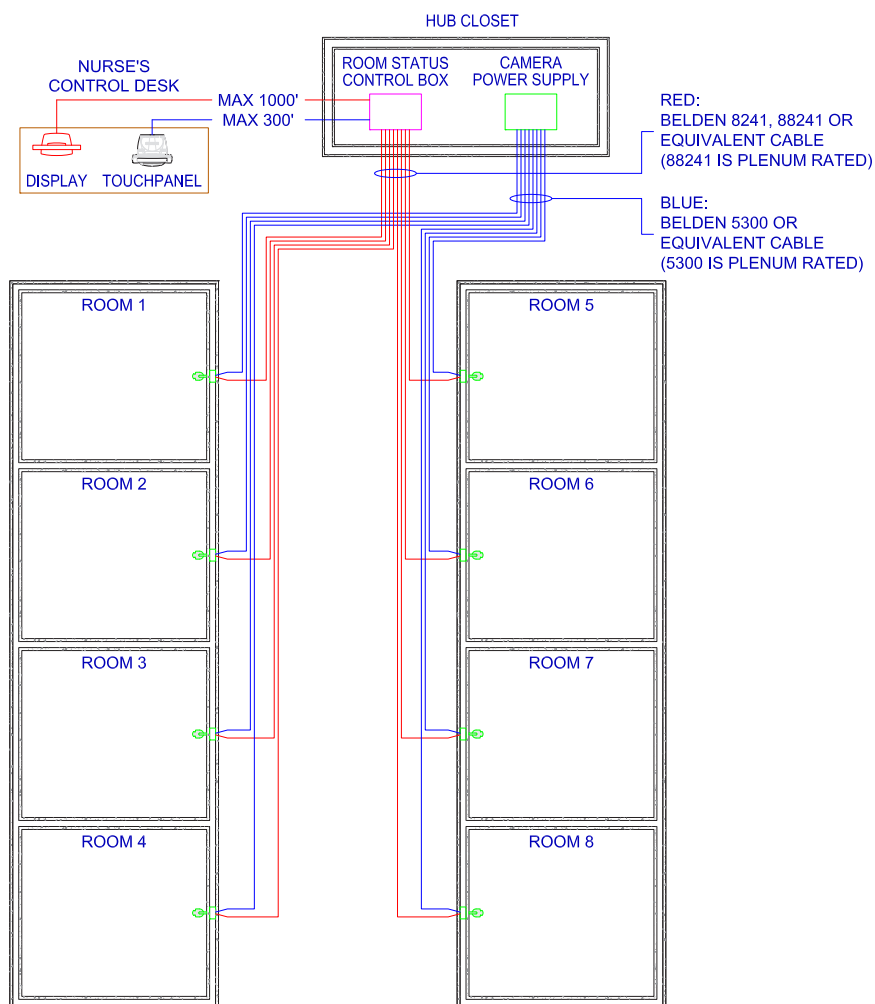 HUB CLOSET
ROOM STATUS
CONTROL BOX
CAMERA
POWER SUPPLY
NURSE'S
CONTROL DESK
MAX 1000'
MAX 300'
DISPLAY
TOUCHPANEL
RED:
BELDEN 8241, 88241 OR
EQUIVALENT CABLE
(88241 IS PLENUM RATED)
BLUE:
BELDEN 5300 OR
EQUIVALENT CABLE
(5300 IS PLENUM RATED)
ROOM 1
ROOM 2
ROOM 3
ROOM 4
ROOM 5
ROOM 6
ROOM 7
ROOM 8